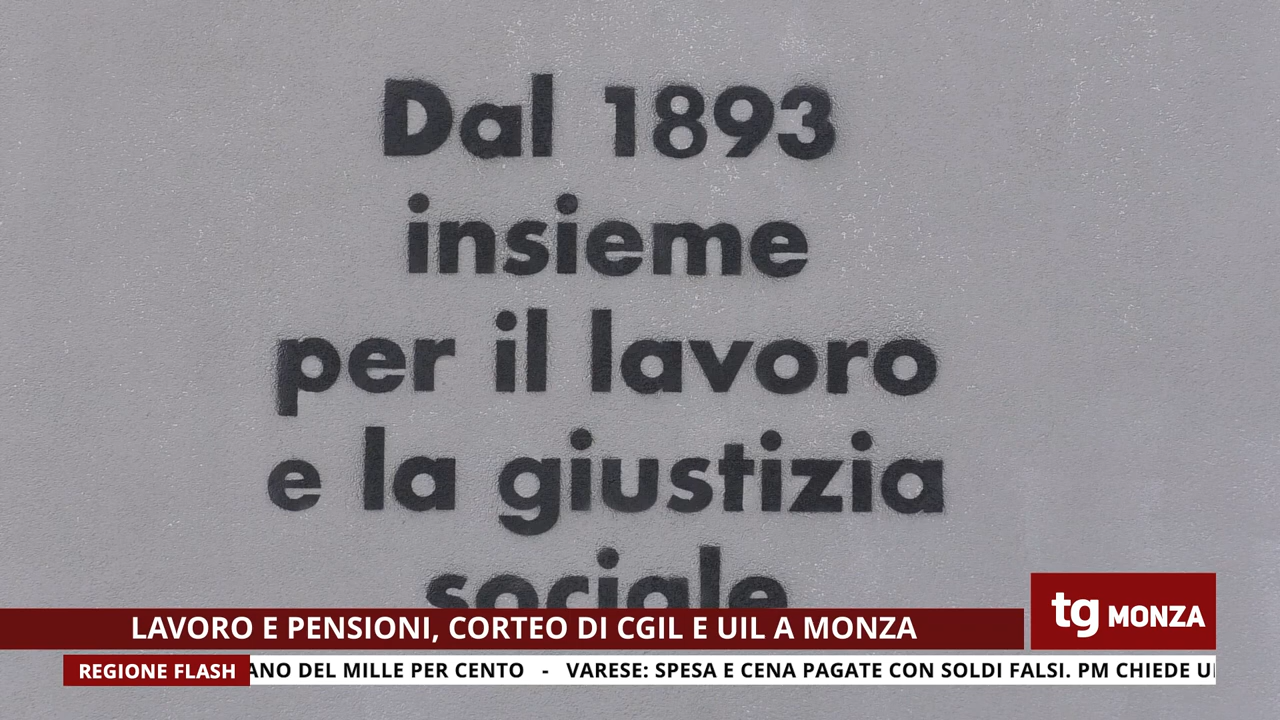 Dal 1893
insieme
per il lavoro
e la giustizia
sociale
LAVORO E PENSIONI, CORTEO DI CGIL E UIL A MONZA
tg MONZA
REGIONE FLASH
DEL MILLE PER CENTO - VARESE: SPESA E CENA PAGATE CON SOLDI FALSI. PM CHIEDE